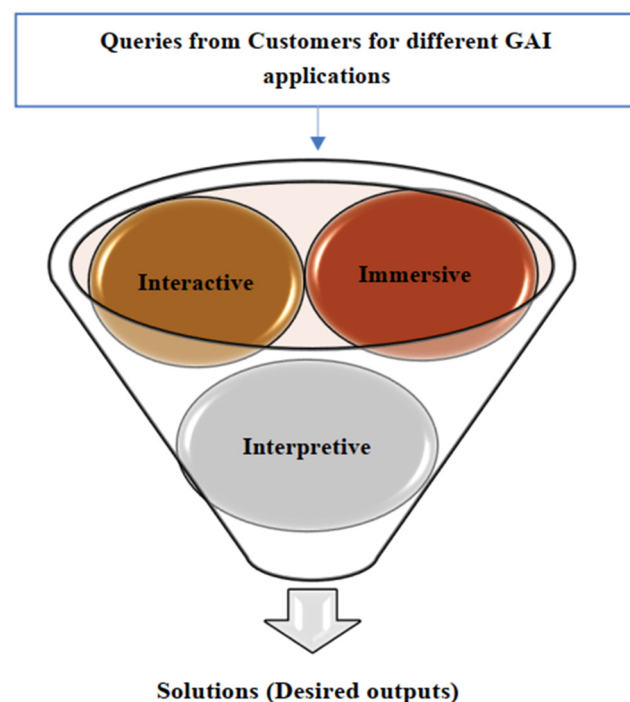 Queries from Customers for different GAI
applications
Interactive
Immersive
Interpretive
Solutions (Desired outputs)